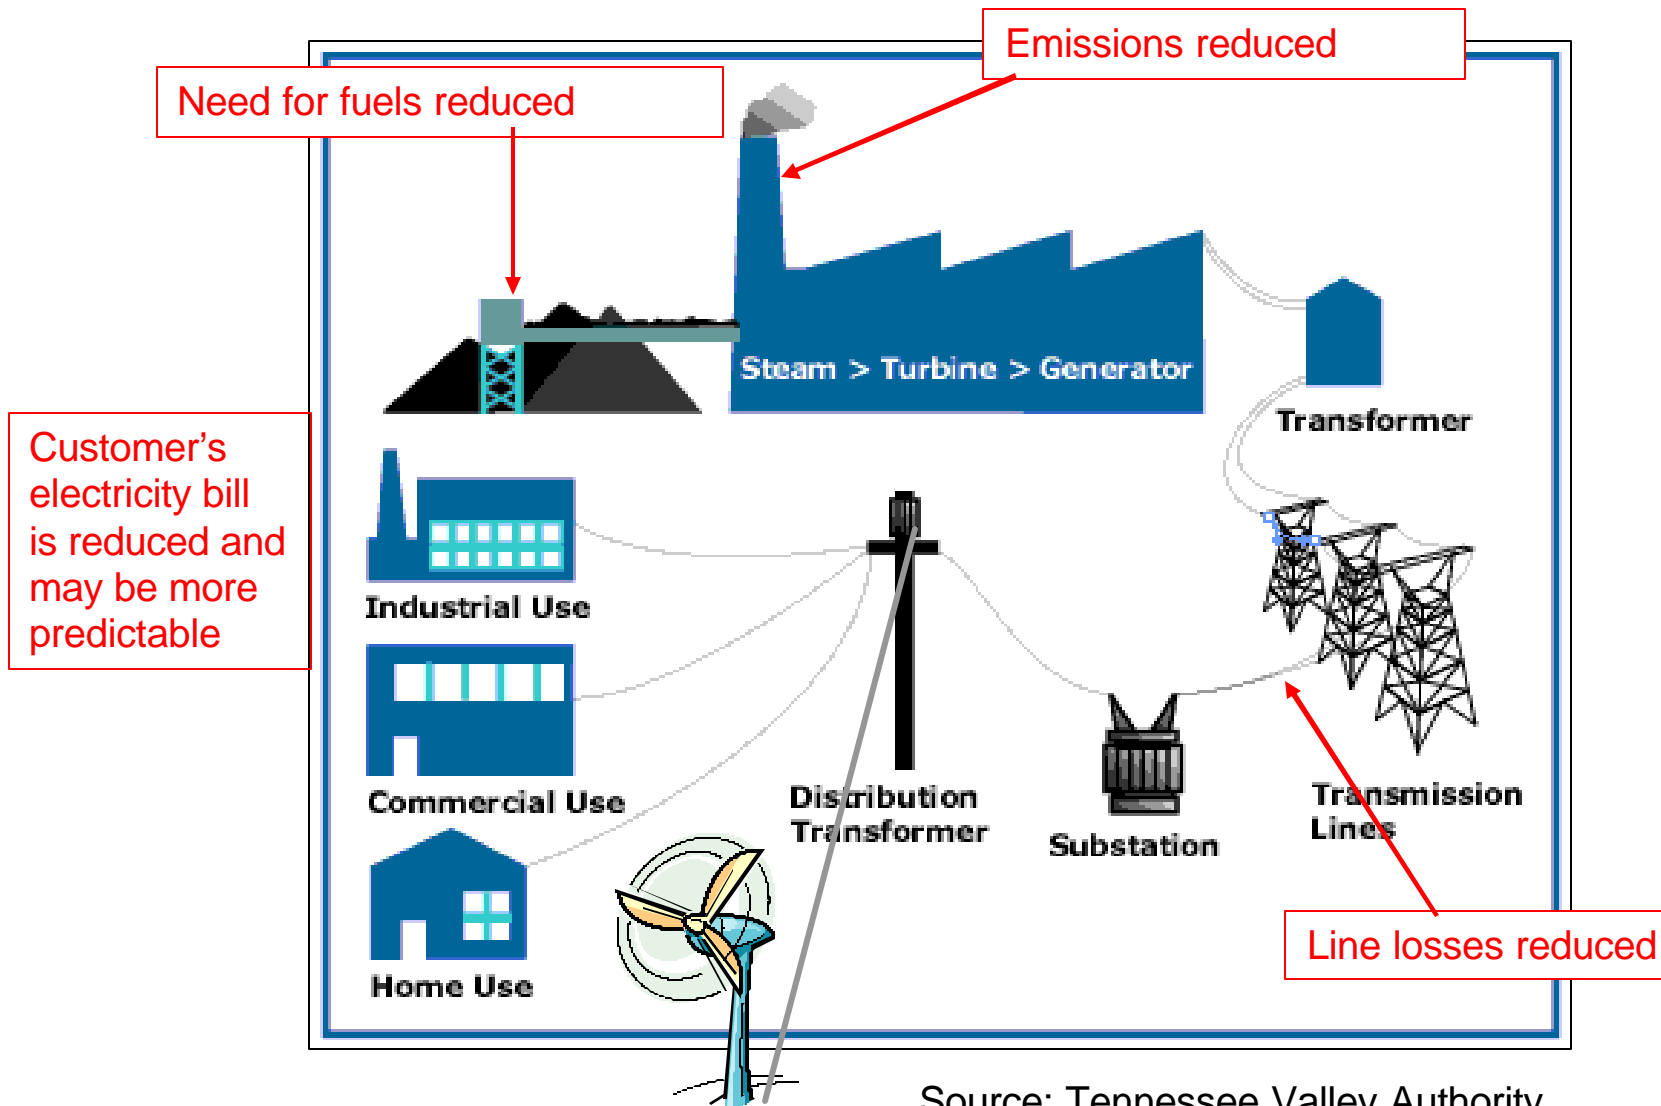 Emissions reduced
Need for fuels reduced
Steam > Turbine > Generator
Transformer
Customer’s
electricity bill
is reduced and
may be more
predictable
Industrial Use
Commercial Use
Distribution
Transformer
Substation
Transmission
Lines
Home Use
Line losses reduced
Source: Tennessee Valley Authority